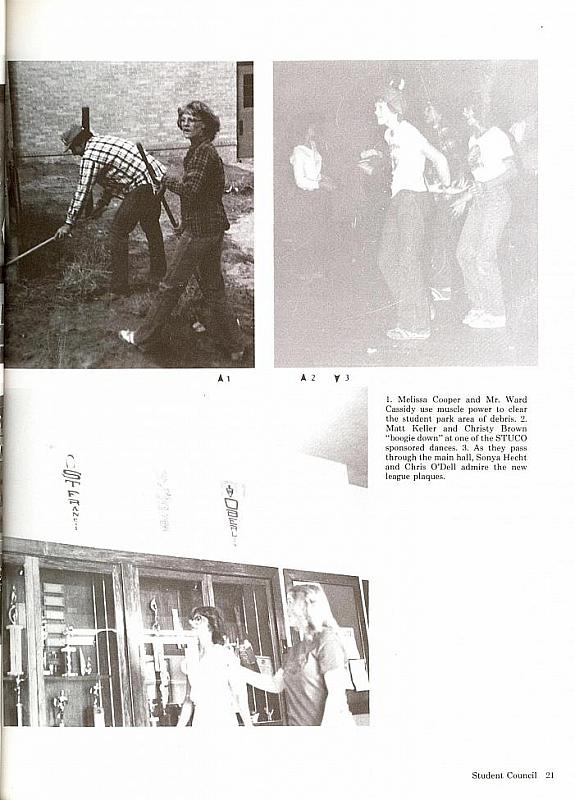 ▲1 ▲2 ▼3
1. Melissa Cooper and Mr. Ward
Cassidy use muscle power to clear
the student park area of debris. 2.
Matt Keller and Christy Brown
"boogie down" at one of the STUCO
sponsored dances. 3. As they pass
through the main hall, Sonya Hecht
and Chris O'Dell admire the new
league plaques.
Student Council 21